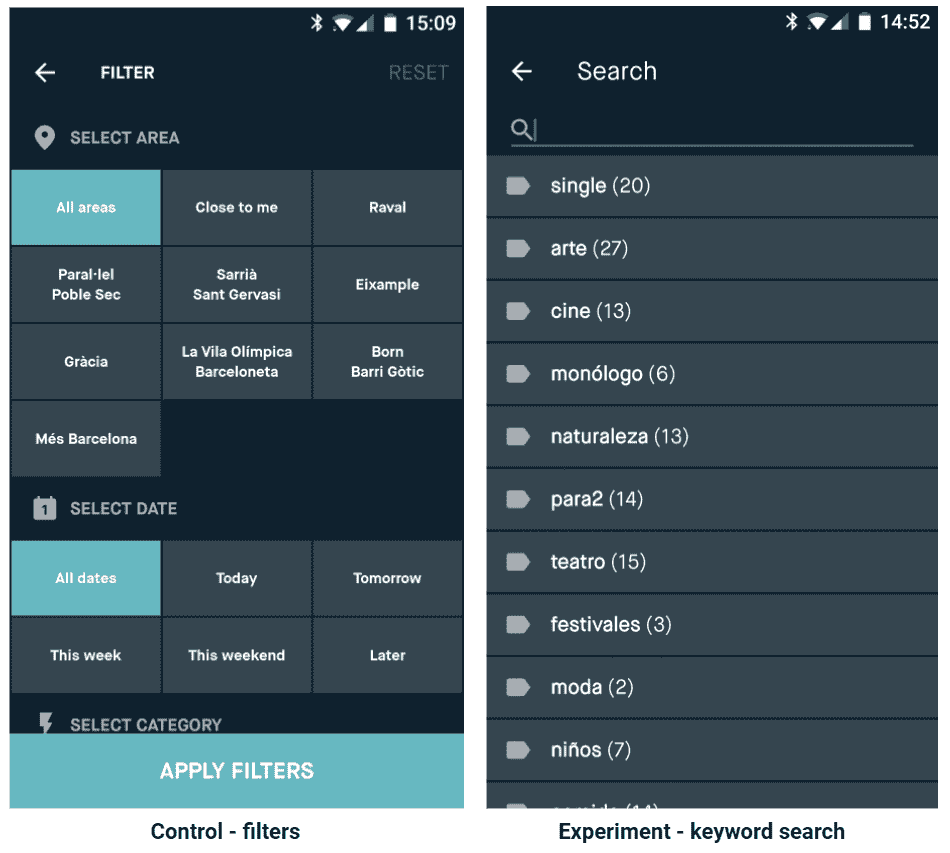 15:09
FILTER
RESET
SELECT AREA
All areas
Close to me
Raval
Paral·lel
Poble Sec
Sarrià
Sant Gervasi
Eixample
Gràcia
La Vila Olímpica
Barceloneta
Born
Barri Gòtic
Més Barcelona
1
SELECT DATE
All dates
Today
Tomorrow
This week
This weekend
Later
SELECT CATEGORY
APPLY FILTERS
Control - filters
14:52
Search
single (20)
arte (27)
cine (13)
monólogo (6)
naturaleza (13)
para2 (14)
teatro (15)
festivales (3)
moda (2)
niños (7)
Experiment - keyword search